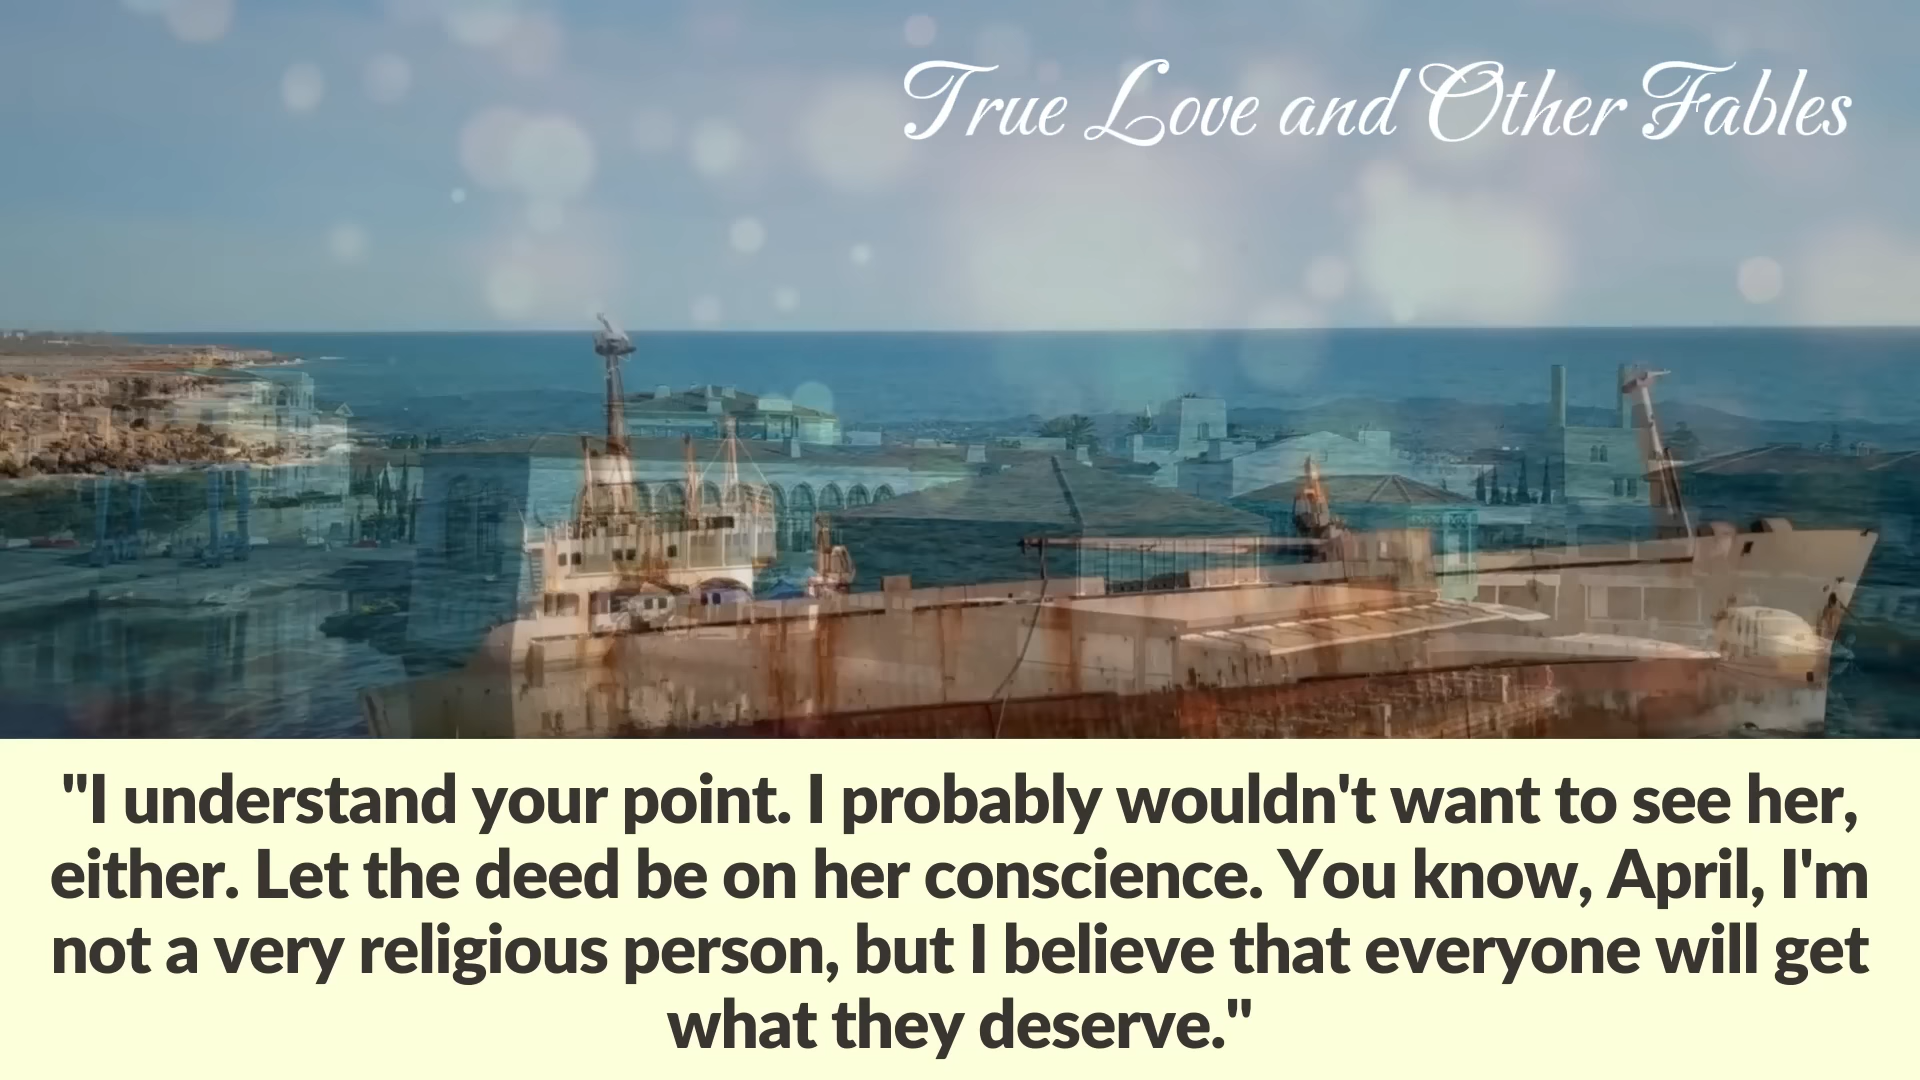 True Love and Other Fables
"I understand your point. I probably wouldn't want to see her,
either. Let the deed be on her conscience. You know, April, I'm
not a very religious person, but I believe that everyone will get
what they deserve."